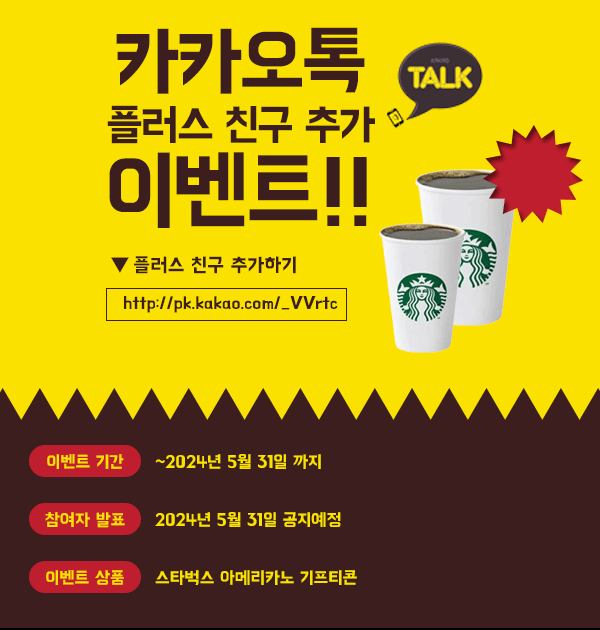 카카오톡
TALK
플러스 친구 추가
이벤트!!
▼ 플러스 친구 추가하기
http://pk.kakao.com/_VVrtc
이벤트 기간 ~2024년 5월 31일 까지
참여자 발표 2024년 5월 31일 공지예정
이벤트 상품 스타벅스 아메리카노 기프티콘